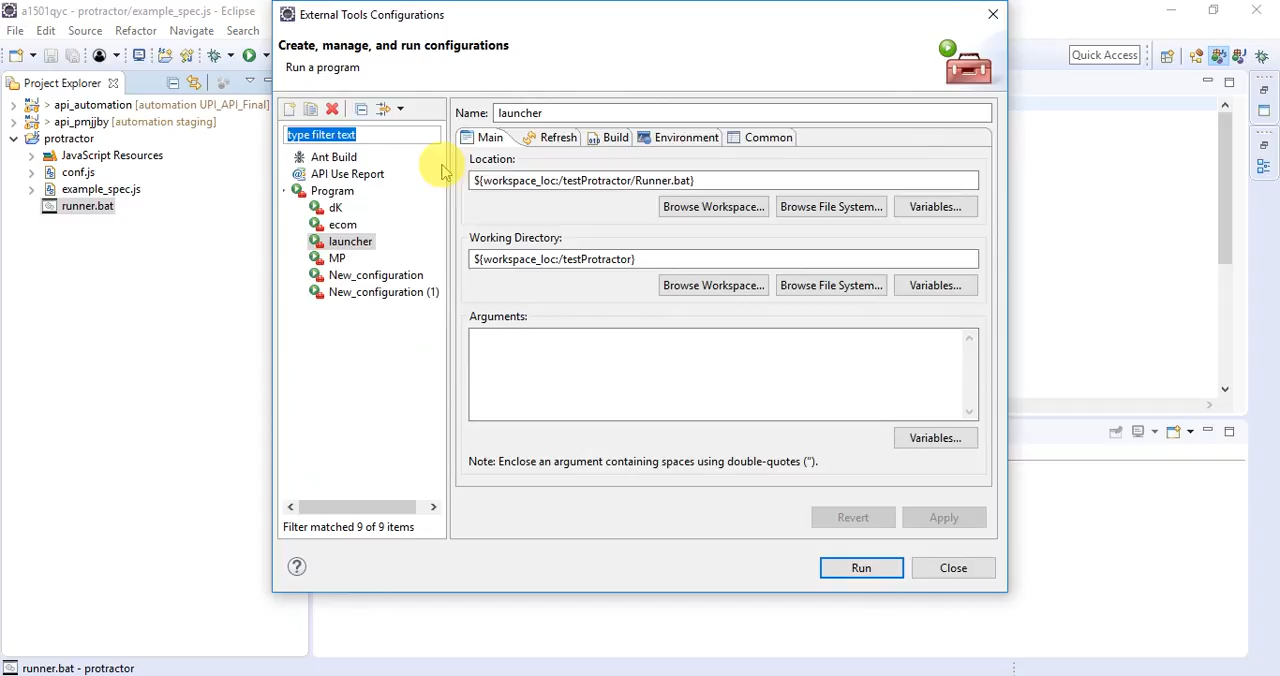 a1501qyc - protractor/example_spec.js - Eclipse
File Edit Source Refactor Navigate Search
Quick Access
Project Explorer
> api_automation [automation UPI_API_Final]
> api_pmjjby [automation staging]
protractor
JavaScript Resources
conf.js
example_spec.js
runner.bat
External Tools Configurations
Create, manage, and run configurations
Run a program
type filter text
Ant Build
API Use Report
Program
dK
ecom
launcher
MP
New_configuration
New_configuration (1)
Filter matched 9 of 9 items
Name: launcher
Main Refresh Build Environment Common
Location:
${workspace_loc:/testProtractor/Runner.bat}
Browse Workspace... Browse File System... Variables...
Working Directory:
${workspace_loc:/testProtractor}
Browse Workspace... Browse File System... Variables...
Arguments:
Variables...
Note: Enclose an argument containing spaces using double-quotes (").
Revert Apply
Run Close
runner.bat - protractor